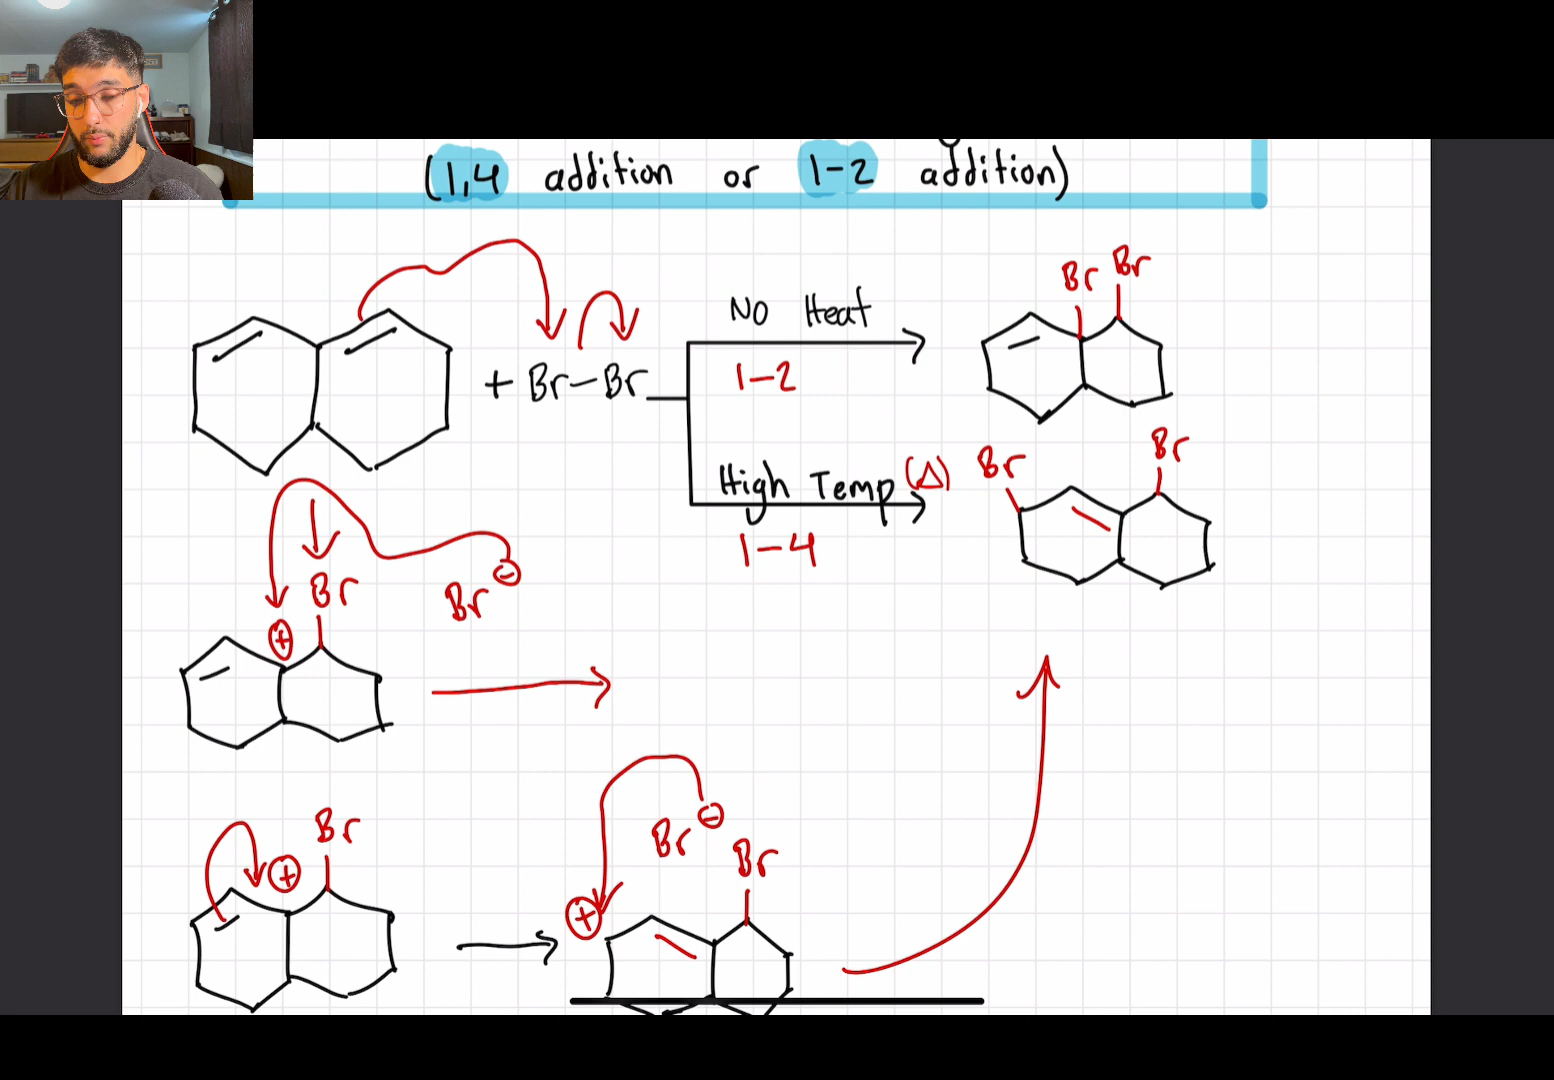 (1,4 addition or 1-2 addition)
Br Br
NO Heat
+ Br-Br
1-2
Br
Br
High Temp (Δ)
1-4
Br
Br ⊖
⊕
Br ⊖
Br
⊕
Br
⊕